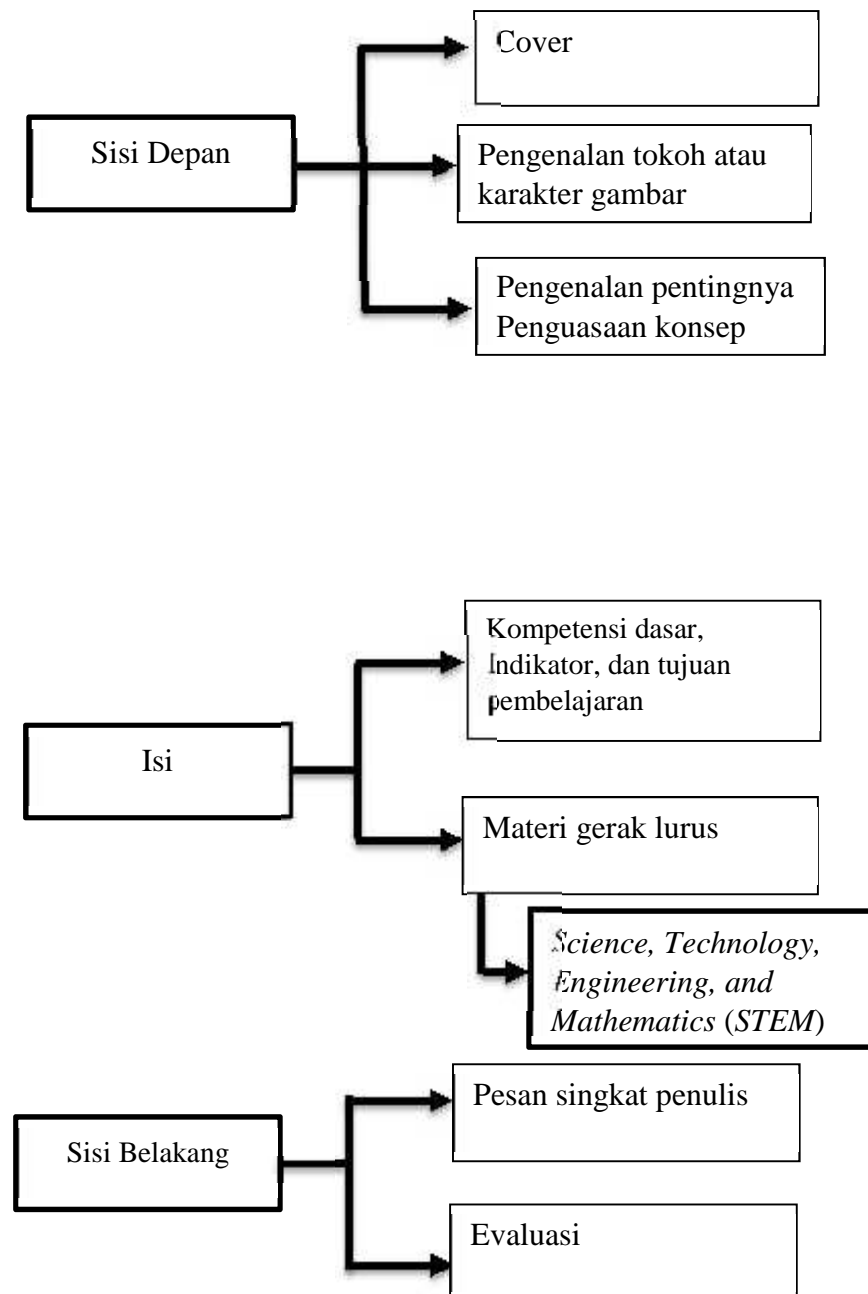 Sisi Depan
Cover
Pengenalan tokoh atau
karakter gambar
Pengenalan pentingnya
Penguasaan konsep
Isi
Kompetensi dasar,
Indikator, dan tujuan
pembelajaran
Materi gerak lurus
Science, Technology,
Engineering, and
Mathematics (STEM)
Sisi Belakang
Pesan singkat penulis
Evaluasi